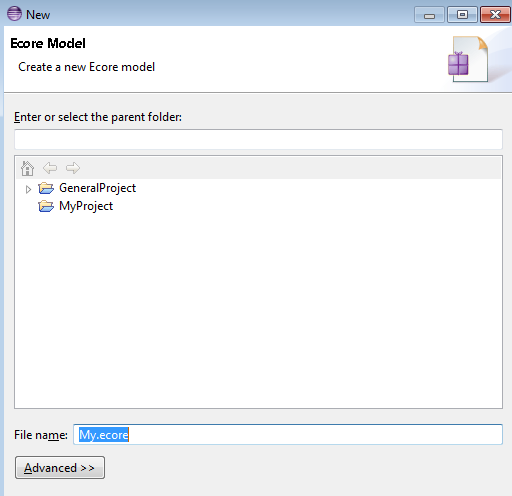 New
Ecore Model
Create a new Ecore model
Enter or select the parent folder:
GeneralProject
MyProject
File name: My.ecore
Advanced >>